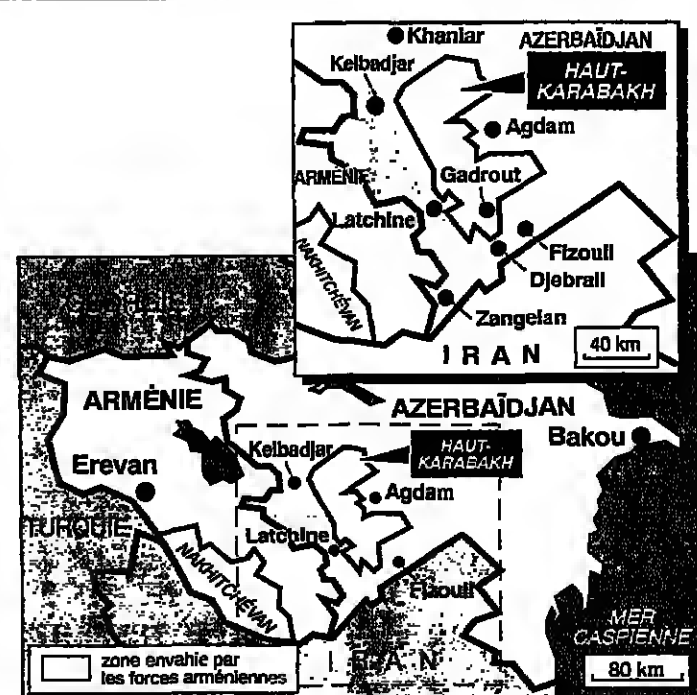 Khanlar
AZERBAÏDJAN
Kelbadjar
HAUT-
KARABAKH
Agdam
ARMÉNIE
Gadrout
Latchine
Fizouli
NAKHITCHÉVAN
Djebrail
Zangelan
IRAN
40 km
GÉORGIE
ARMÉNIE
AZERBAÏDJAN
Kelbadjar
HAUT-
KARABAKH
Bakou
Erevan
Agdam
TURQUIE
Latchine
NAKHITCHÉVAN
Fizouli
MER
CASPIENNE
zone envahie par
les forces arméniennes
IRAN
80 km